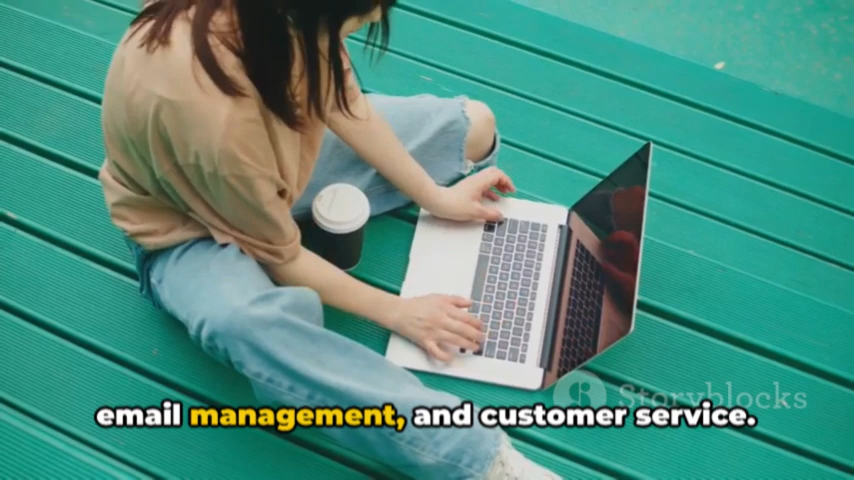 Storyblocks
email management, and customer service.